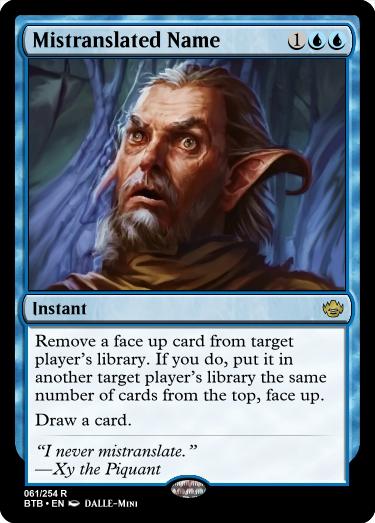 Mistranslated Name 1
Instant
Remove a face up card from target
player's library. If you do, put it in
another target player's library the same
number of cards from the top, face up.
Draw a card.
“I never mistranslate.”
—Xy the Piquant
061/254 R
BTB • EN DALLE-Mini